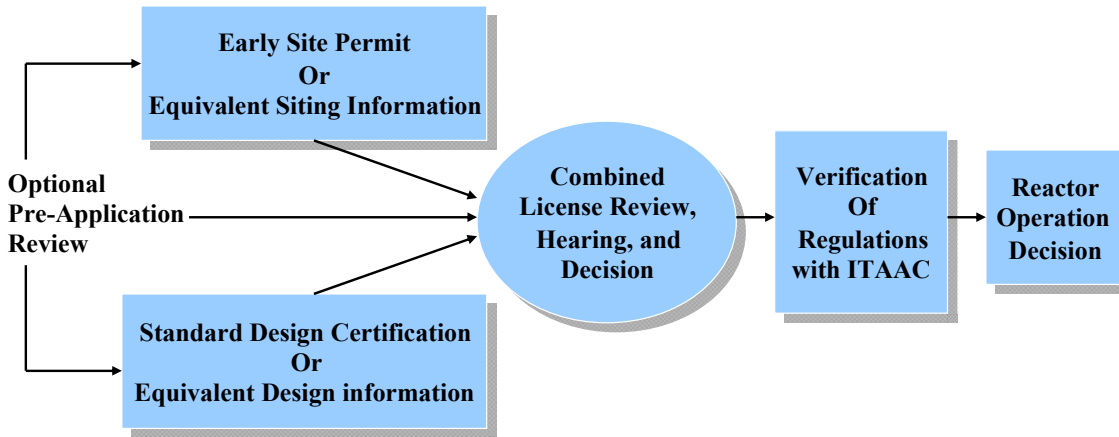 Early Site Permit
Or
Equivalent Siting Information
Optional
Pre-Application
Review
Standard Design Certification
Or
Equivalent Design information
Combined
License Review,
Hearing, and
Decision
Verification
Of
Regulations
with ITAAC
Reactor
Operation
Decision